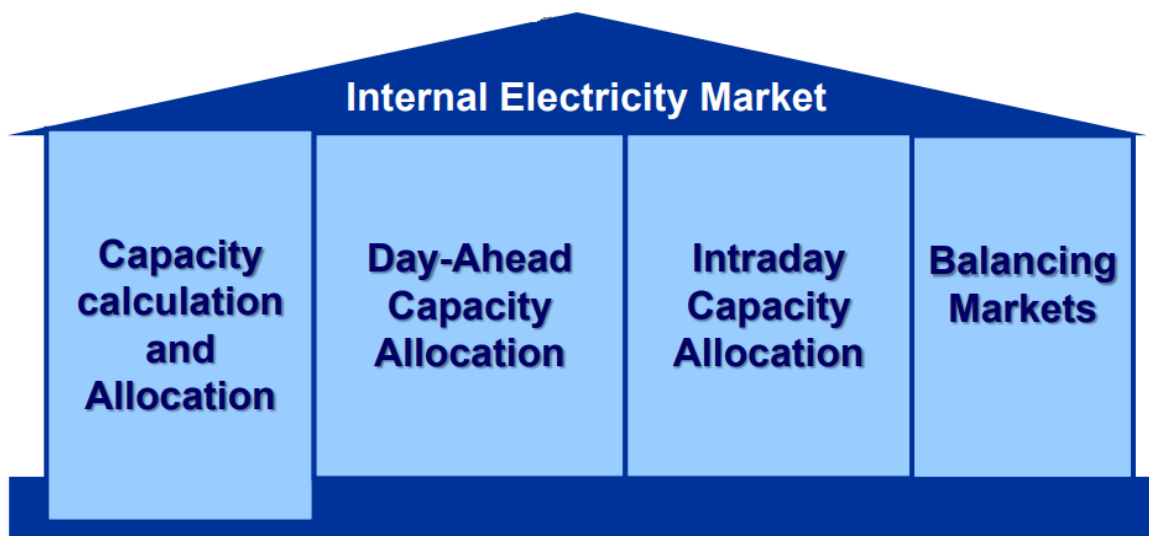 Internal Electricity Market
Capacity
calculation
and
Allocation
Day-Ahead
Capacity
Allocation
Intraday
Capacity
Allocation
Balancing
Markets